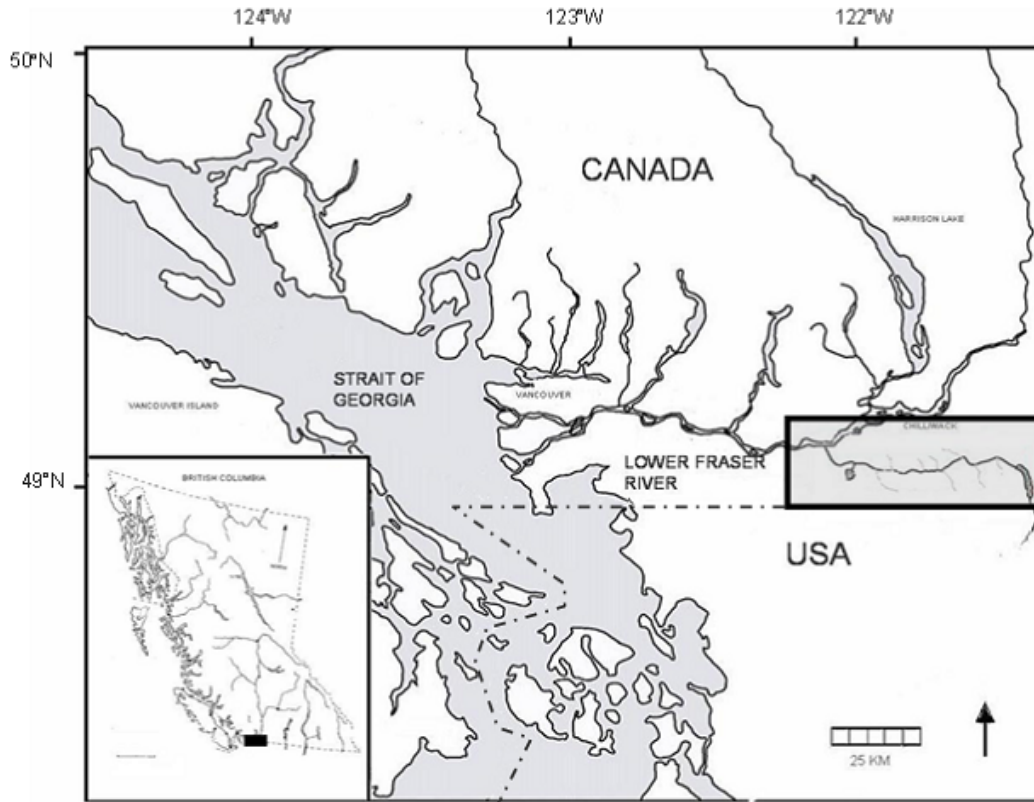 124°W 123°W 122°W
50°N
CANADA
HARRISON LAKE
STRAIT OF
GEORGIA
VANCOUVER ISLAND
VANCOUVER
CHILLIWACK
LOWER FRASER
RIVER
49°N
BRITISH COLUMBIA
USA
25 KM